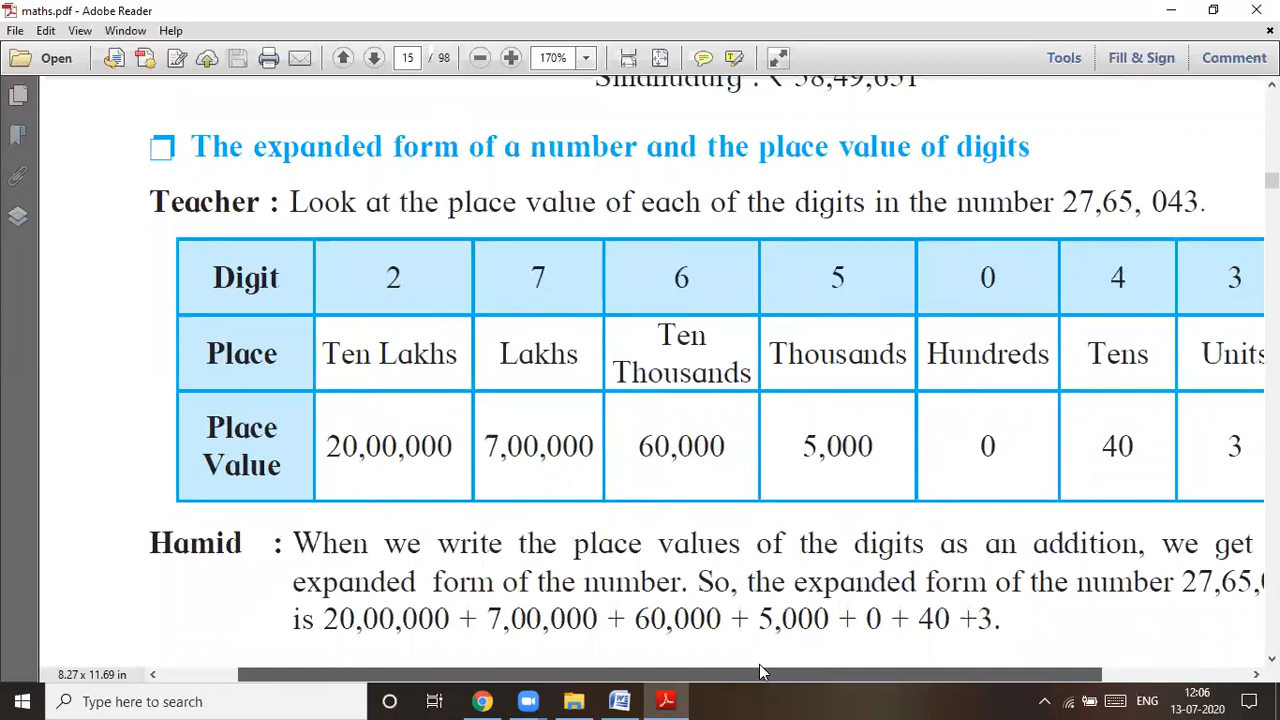 maps.pdf - Adobe Reader
File Edit View Window Help
Open 15 / 98 170% Tools Fill & Sign Comment
Sindhudurg : ₹ 58,49,651
The expanded form of a number and the place value of digits
Teacher : Look at the place value of each of the digits in the number 27,65, 043.
Digit 2 7 6 5 0 4 3
Place Ten Lakhs Lakhs Ten Thousands Thousands Hundreds Tens Units
Place Value 20,00,000 7,00,000 60,000 5,000 0 40 3
Hamid : When we write the place values of the digits as an addition, we get
expanded form of the number. So, the expanded form of the number 27,65,
is 20,00,000 + 7,00,000 + 60,000 + 5,000 + 0 + 40 +3.
8.27 x 11.69 in
Type here to search ENG 12:06
13-07-2020